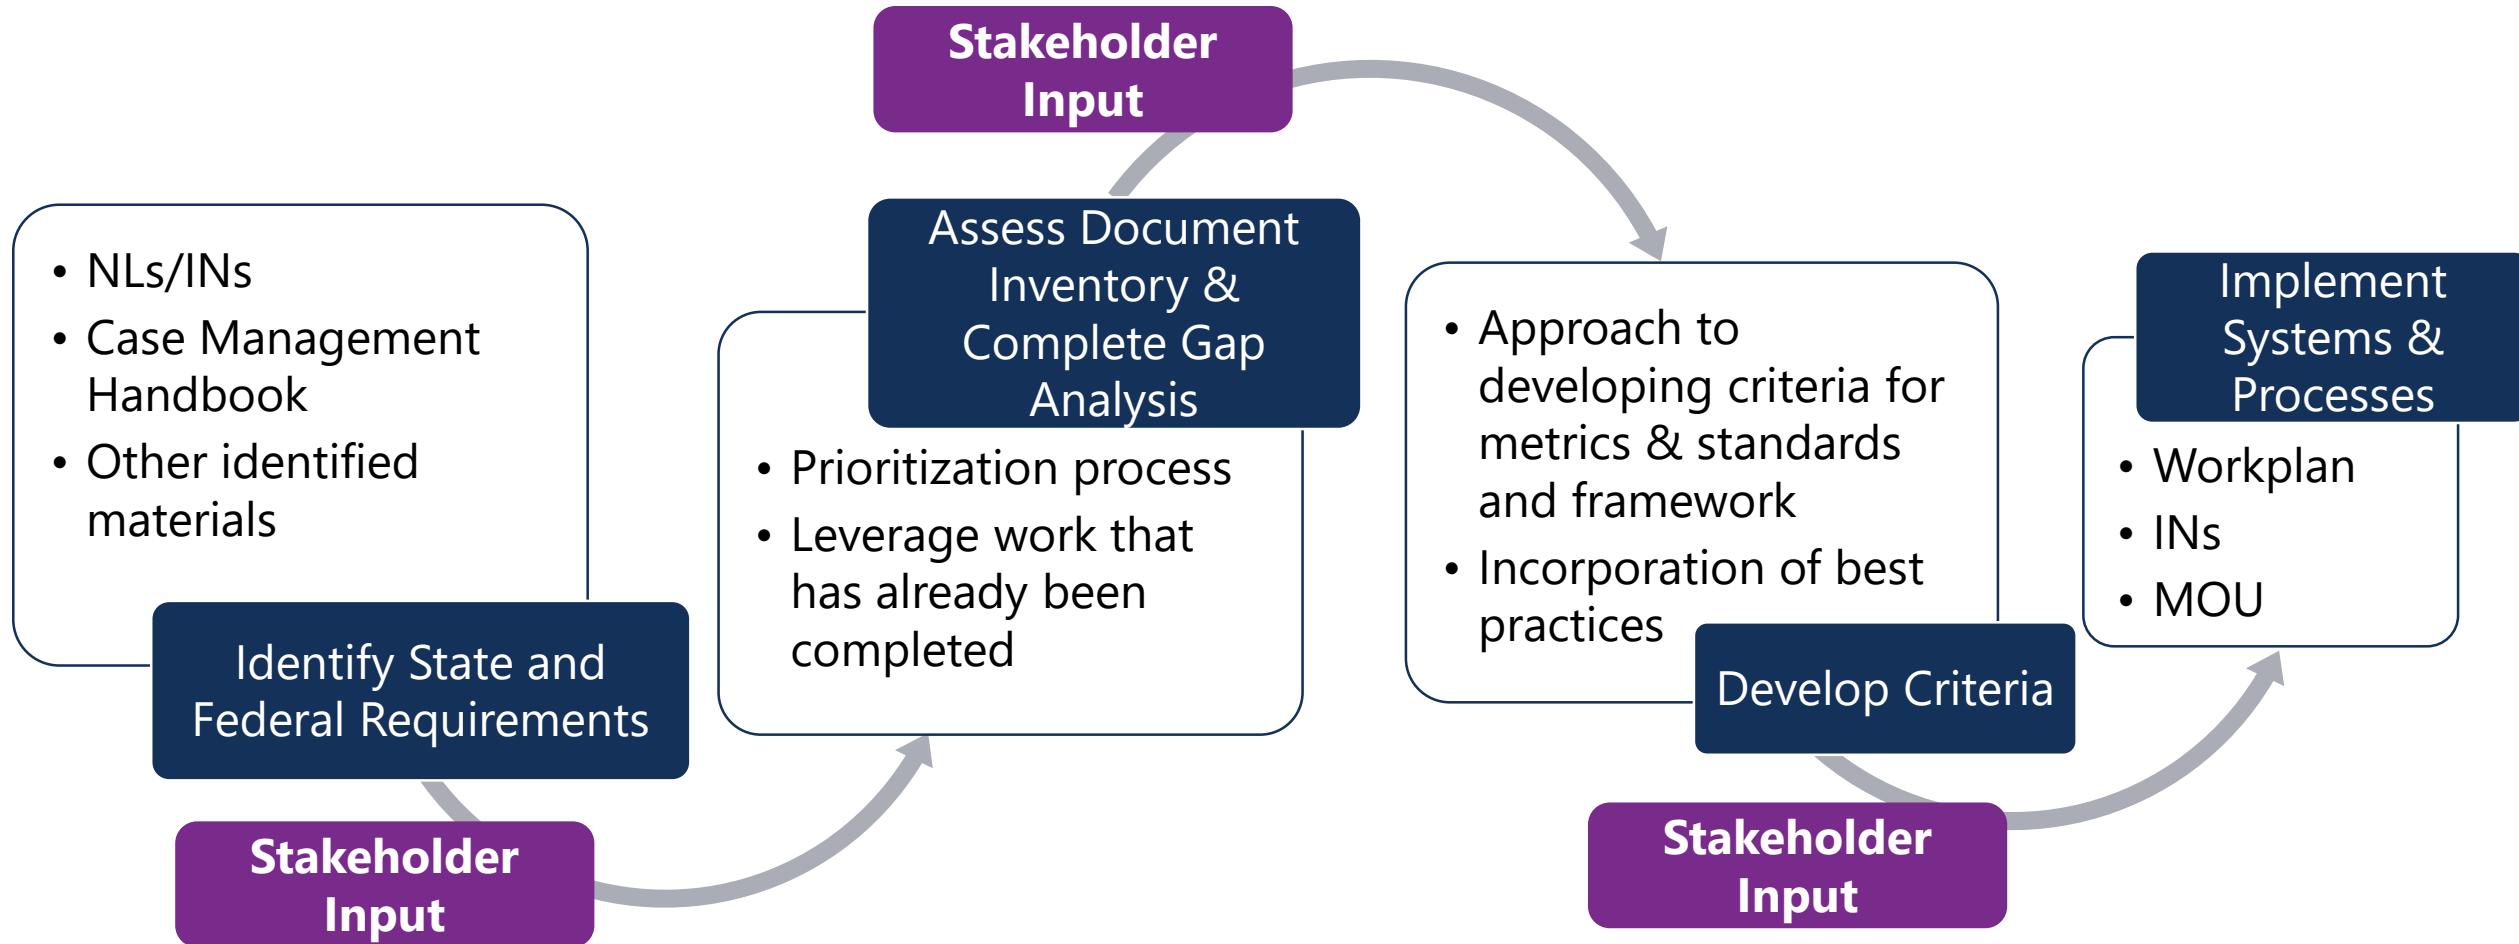 • NLs/INs
• Case Management
Handbook
• Other identified
materials
Identify State and
Federal Requirements
Stakeholder
Input
Assess Document
Inventory &
Complete Gap
Analysis
• Prioritization process
• Leverage work that
has already been
completed
Stakeholder
Input
• Approach to
developing criteria for
metrics & standards
and framework
• Incorporation of best
practices
Develop Criteria
Stakeholder
Input
Implement
Systems &
Processes
• Workplan
• INs
• MOU